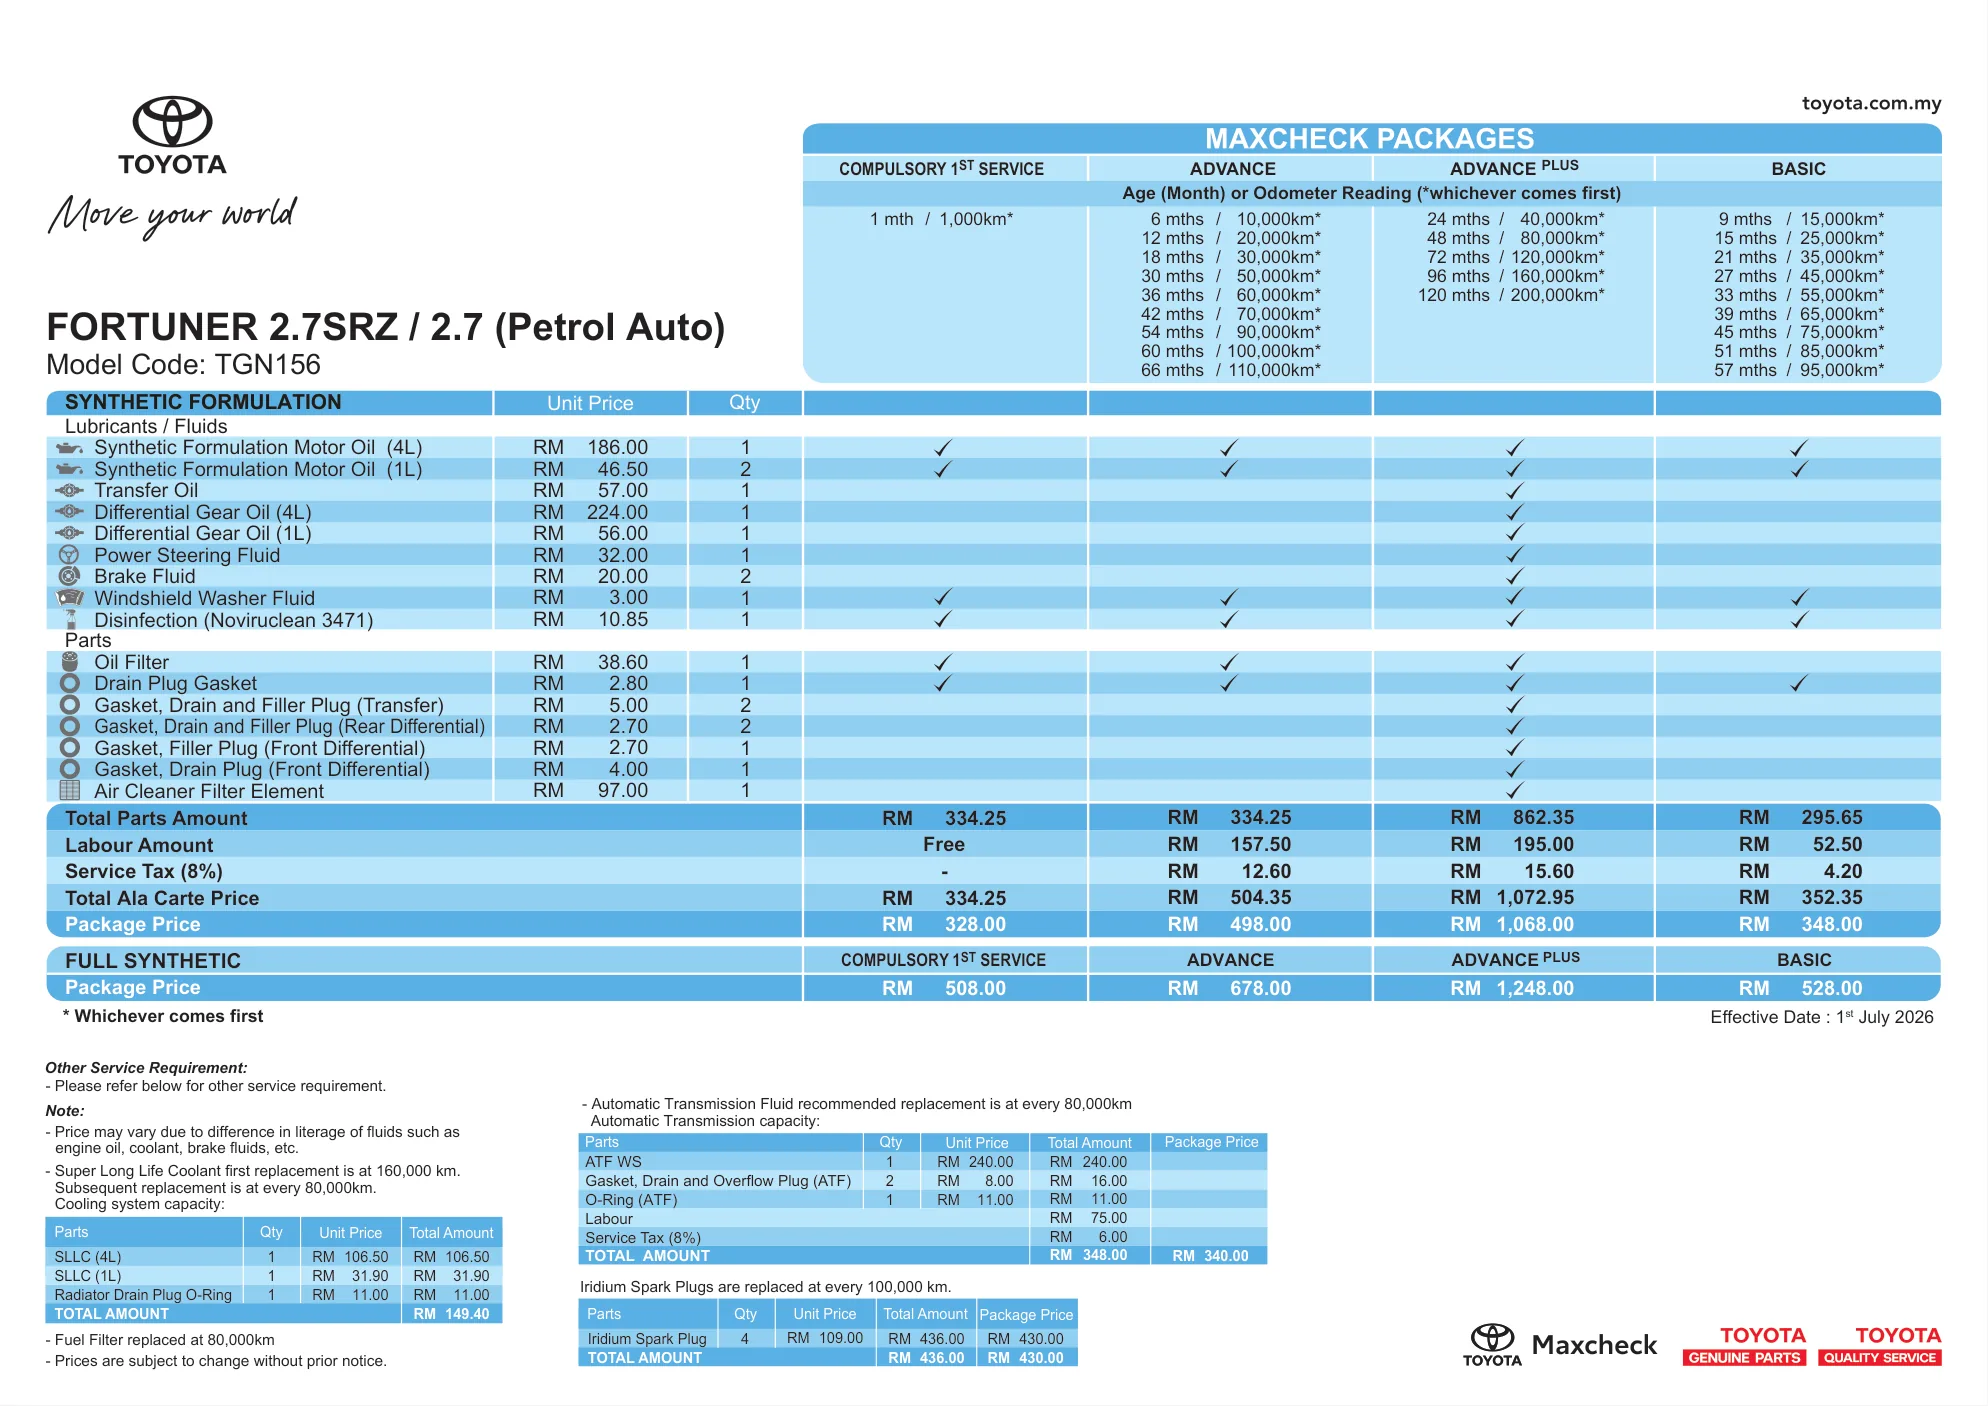 toyota.com.my
TOYOTA
Move your world
MAXCHECK PACKAGES
COMPULSORY 1ST SERVICE ADVANCE ADVANCE PLUS BASIC
Age (Month) or Odometer Reading (*whichever comes first)
1 mth / 1,000km* 6 mths / 10,000km* 24 mths / 40,000km* 9 mths / 15,000km*
12 mths / 20,000km* 48 mths / 80,000km* 15 mths / 25,000km*
18 mths / 30,000km* 72 mths / 120,000km* 21 mths / 35,000km*
30 mths / 50,000km* 96 mths / 160,000km* 27 mths / 45,000km*
36 mths / 60,000km* 120 mths / 200,000km* 33 mths / 55,000km*
42 mths / 70,000km* 39 mths / 65,000km*
54 mths / 90,000km* 45 mths / 75,000km*
60 mths / 100,000km* 51 mths / 85,000km*
66 mths / 110,000km* 57 mths / 95,000km*
FORTUNER 2.7SRZ / 2.7 (Petrol Auto)
Model Code: TGN156
SYNTHETIC FORMULATION Unit Price Qty
Lubricants / Fluids
Synthetic Formulation Motor Oil (4L) RM 186.00 1 ✓ ✓ ✓ ✓
Synthetic Formulation Motor Oil (1L) RM 46.50 2 ✓ ✓ ✓ ✓
Transfer Oil RM 57.00 1 ✓
Differential Gear Oil (4L) RM 224.00 1 ✓
Differential Gear Oil (1L) RM 56.00 1 ✓
Power Steering Fluid RM 32.00 1 ✓
Brake Fluid RM 20.00 2 ✓
Windshield Washer Fluid RM 3.00 1 ✓ ✓ ✓ ✓
Disinfection (Noviruclean 3471) RM 10.85 1 ✓ ✓ ✓ ✓
Parts
Oil Filter RM 38.60 1 ✓ ✓ ✓
Drain Plug Gasket RM 2.80 1 ✓ ✓ ✓ ✓
Gasket, Drain and Filler Plug (Transfer) RM 5.00 2 ✓
Gasket, Drain and Filler Plug (Rear Differential) RM 2.70 2 ✓
Gasket, Filler Plug (Front Differential) RM 2.70 1 ✓
Gasket, Drain Plug (Front Differential) RM 4.00 1 ✓
Air Cleaner Filter Element RM 97.00 1 ✓
Total Parts Amount RM 334.25 RM 334.25 RM 862.35 RM 295.65
Labour Amount Free RM 157.50 RM 195.00 RM 52.50
Service Tax (8%) - RM 12.60 RM 15.60 RM 4.20
Total Ala Carte Price RM 334.25 RM 504.35 RM 1,072.95 RM 352.35
Package Price RM 328.00 RM 498.00 RM 1,068.00 RM 348.00
FULL SYNTHETIC COMPULSORY 1ST SERVICE ADVANCE ADVANCE PLUS BASIC
Package Price RM 508.00 RM 678.00 RM 1,248.00 RM 528.00
* Whichever comes first
Effective Date : 1st July 2026
Other Service Requirement:
- Please refer below for other service requirement.
Note:
- Price may vary due to difference in literage of fluids such as
engine oil, coolant, brake fluids, etc.
- Super Long Life Coolant first replacement is at 160,000 km.
Subsequent replacement is at every 80,000km.
Cooling system capacity:
Parts Qty Unit Price Total Amount
SLLC (4L) 1 RM 106.50 RM 106.50
SLLC (1L) 1 RM 31.90 RM 31.90
Radiator Drain Plug O-Ring 1 RM 11.00 RM 11.00
TOTAL AMOUNT RM 149.40
- Fuel Filter replaced at 80,000km
- Prices are subject to change without prior notice.
- Automatic Transmission Fluid recommended replacement is at every 80,000km
Automatic Transmission capacity:
Parts Qty Unit Price Total Amount Package Price
ATF WS 1 RM 240.00 RM 240.00
Gasket, Drain and Overflow Plug (ATF) 2 RM 8.00 RM 16.00
O-Ring (ATF) 1 RM 11.00 RM 11.00
Labour RM 75.00
Service Tax (8%) RM 6.00
TOTAL AMOUNT RM 348.00 RM 340.00
Iridium Spark Plugs are replaced at every 100,000 km.
Parts Qty Unit Price Total Amount Package Price
Iridium Spark Plug 4 RM 109.00 RM 436.00 RM 430.00
TOTAL AMOUNT RM 436.00 RM 430.00
TOYOTA Maxcheck
TOYOTA
GENUINE PARTS
TOYOTA
QUALITY SERVICE